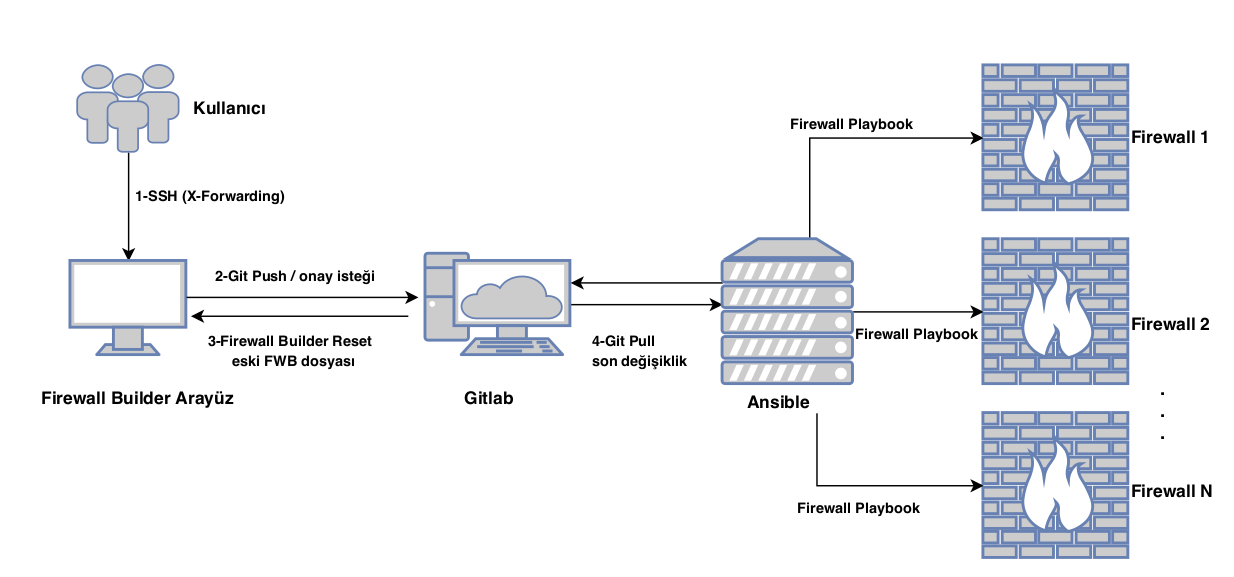 Kullanıcı
Firewall Playbook
Firewall 1
1-SSH (X-Forwarding)
2-Git Push / onay isteği
3-Firewall Builder Reset
eski FWB dosyası
4-Git Pull
son değişiklik
Firewall Playbook
Firewall 2
Firewall Builder Arayüz
Gitlab
Ansible
.
.
.
Firewall Playbook
Firewall N